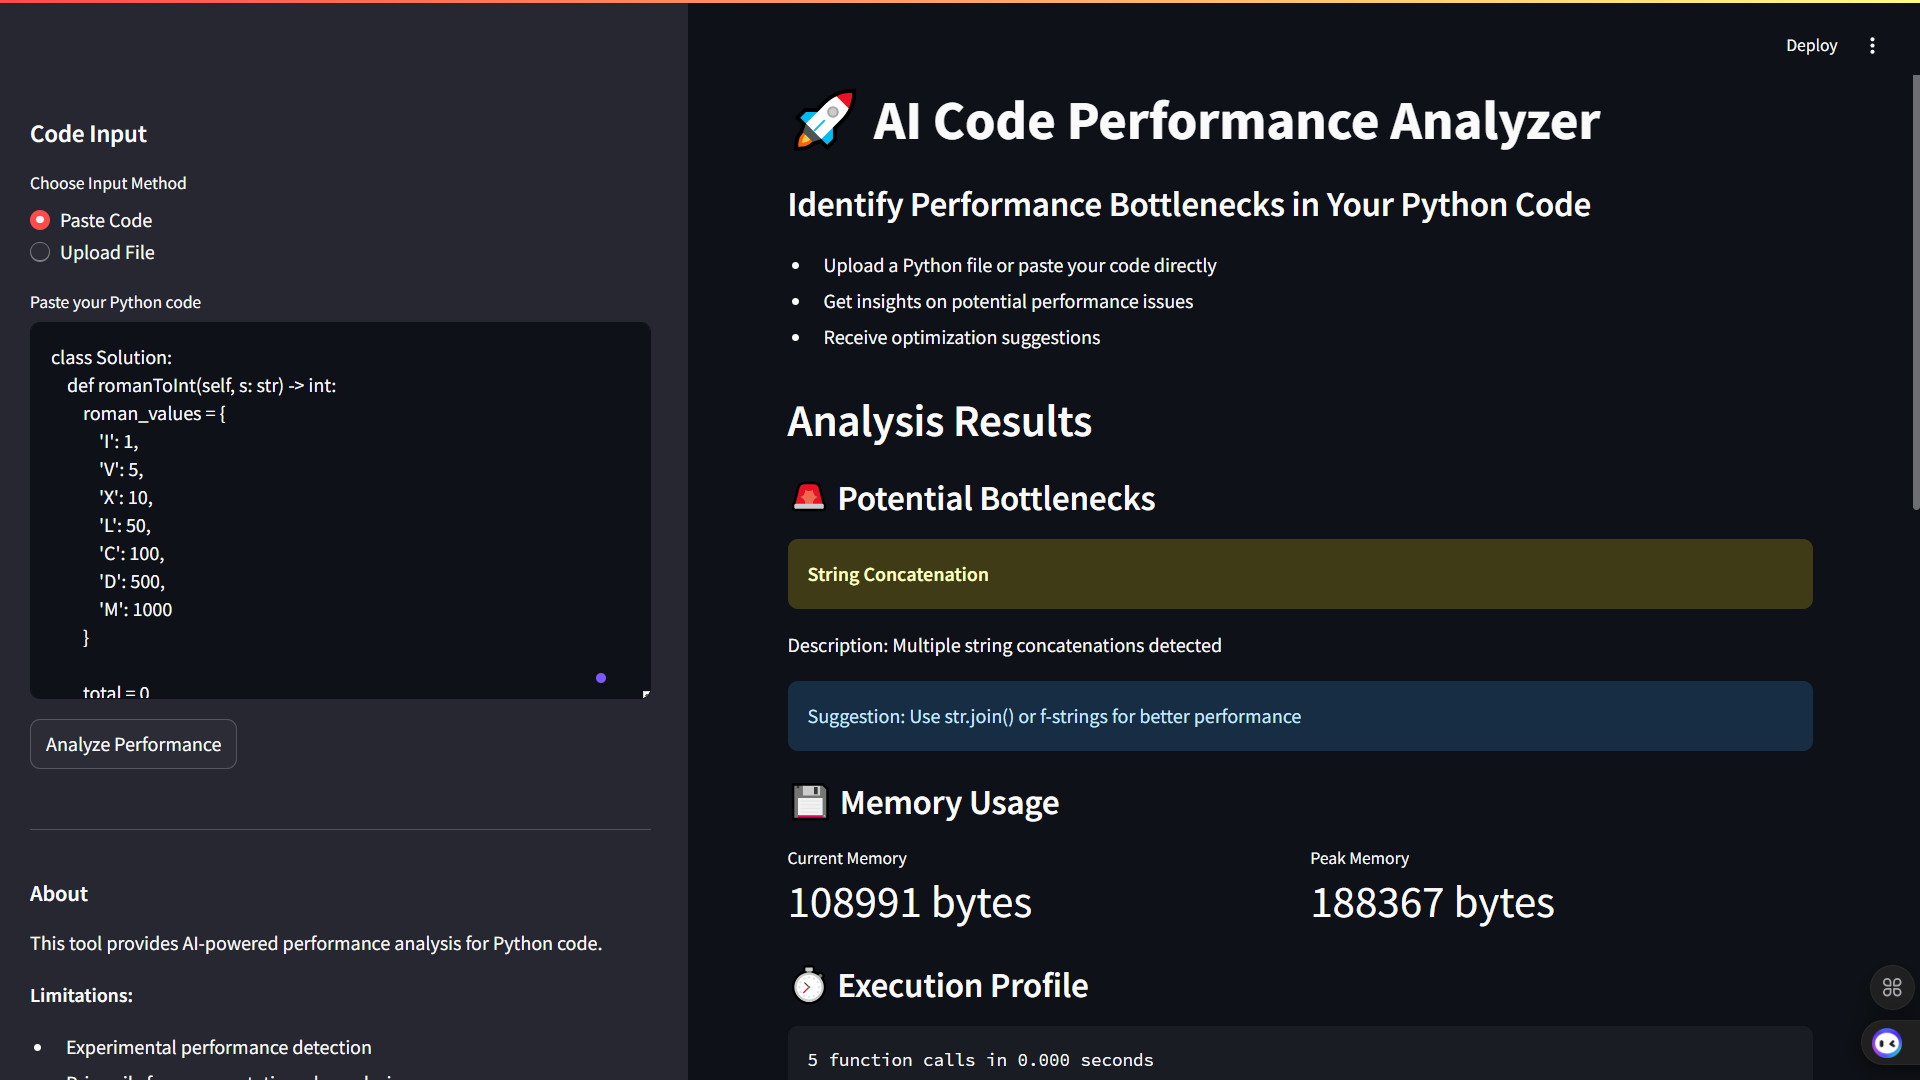 Deploy
Code Input
Choose Input Method
Paste Code
Upload File
Paste your Python code
class Solution:
    def romanToInt(self, s: str) -> int:
        roman_values = {
            'I': 1,
            'V': 5,
            'X': 10,
            'L': 50,
            'C': 100,
            'D': 500,
            'M': 1000
        }
        total = 0
Analyze Performance
About
This tool provides AI-powered performance analysis for Python code.
Limitations:
Experimental performance detection
AI Code Performance Analyzer
Identify Performance Bottlenecks in Your Python Code
Upload a Python file or paste your code directly
Get insights on potential performance issues
Receive optimization suggestions
Analysis Results
Potential Bottlenecks
String Concatenation
Description: Multiple string concatenations detected
Suggestion: Use str.join() or f-strings for better performance
Memory Usage
Current Memory
108991 bytes
Peak Memory
188367 bytes
Execution Profile
5 function calls in 0.000 seconds